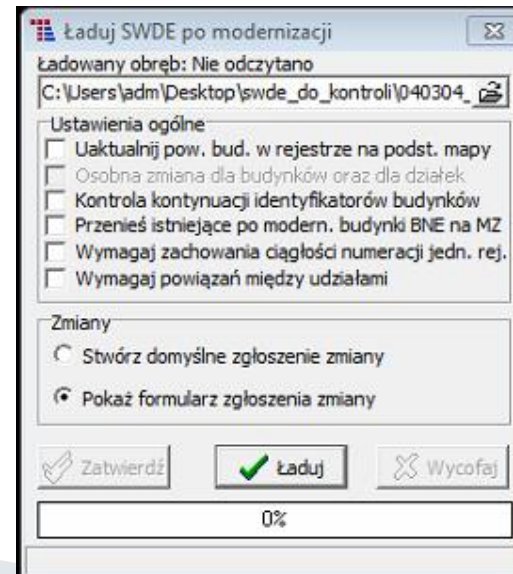 Ładuj SWDE po modernizacji
Ładowany obręb: Nie odczytano
C:\Users\adm\Desktop\swde_do_kontroli\040304_
Ustawienia ogólne
Uaktualnij pow. bud. w rejestrze na podst. mapy
Osobna zmiana dla budynków oraz dla działek
Kontrola kontynuacji identyfikatorów budynków
Przenieś istniejące po modern. budynki BNE na MZ
Wymagaj zachowania ciągłości numeracji jedn. rej.
Wymagaj powiązań między udziałami
Zmiany
Stwórz domyślne zgłoszenie zmiany
Pokaż formularz zgłoszenia zmiany
Zatwierdź Ładuj Wycofaj
0%